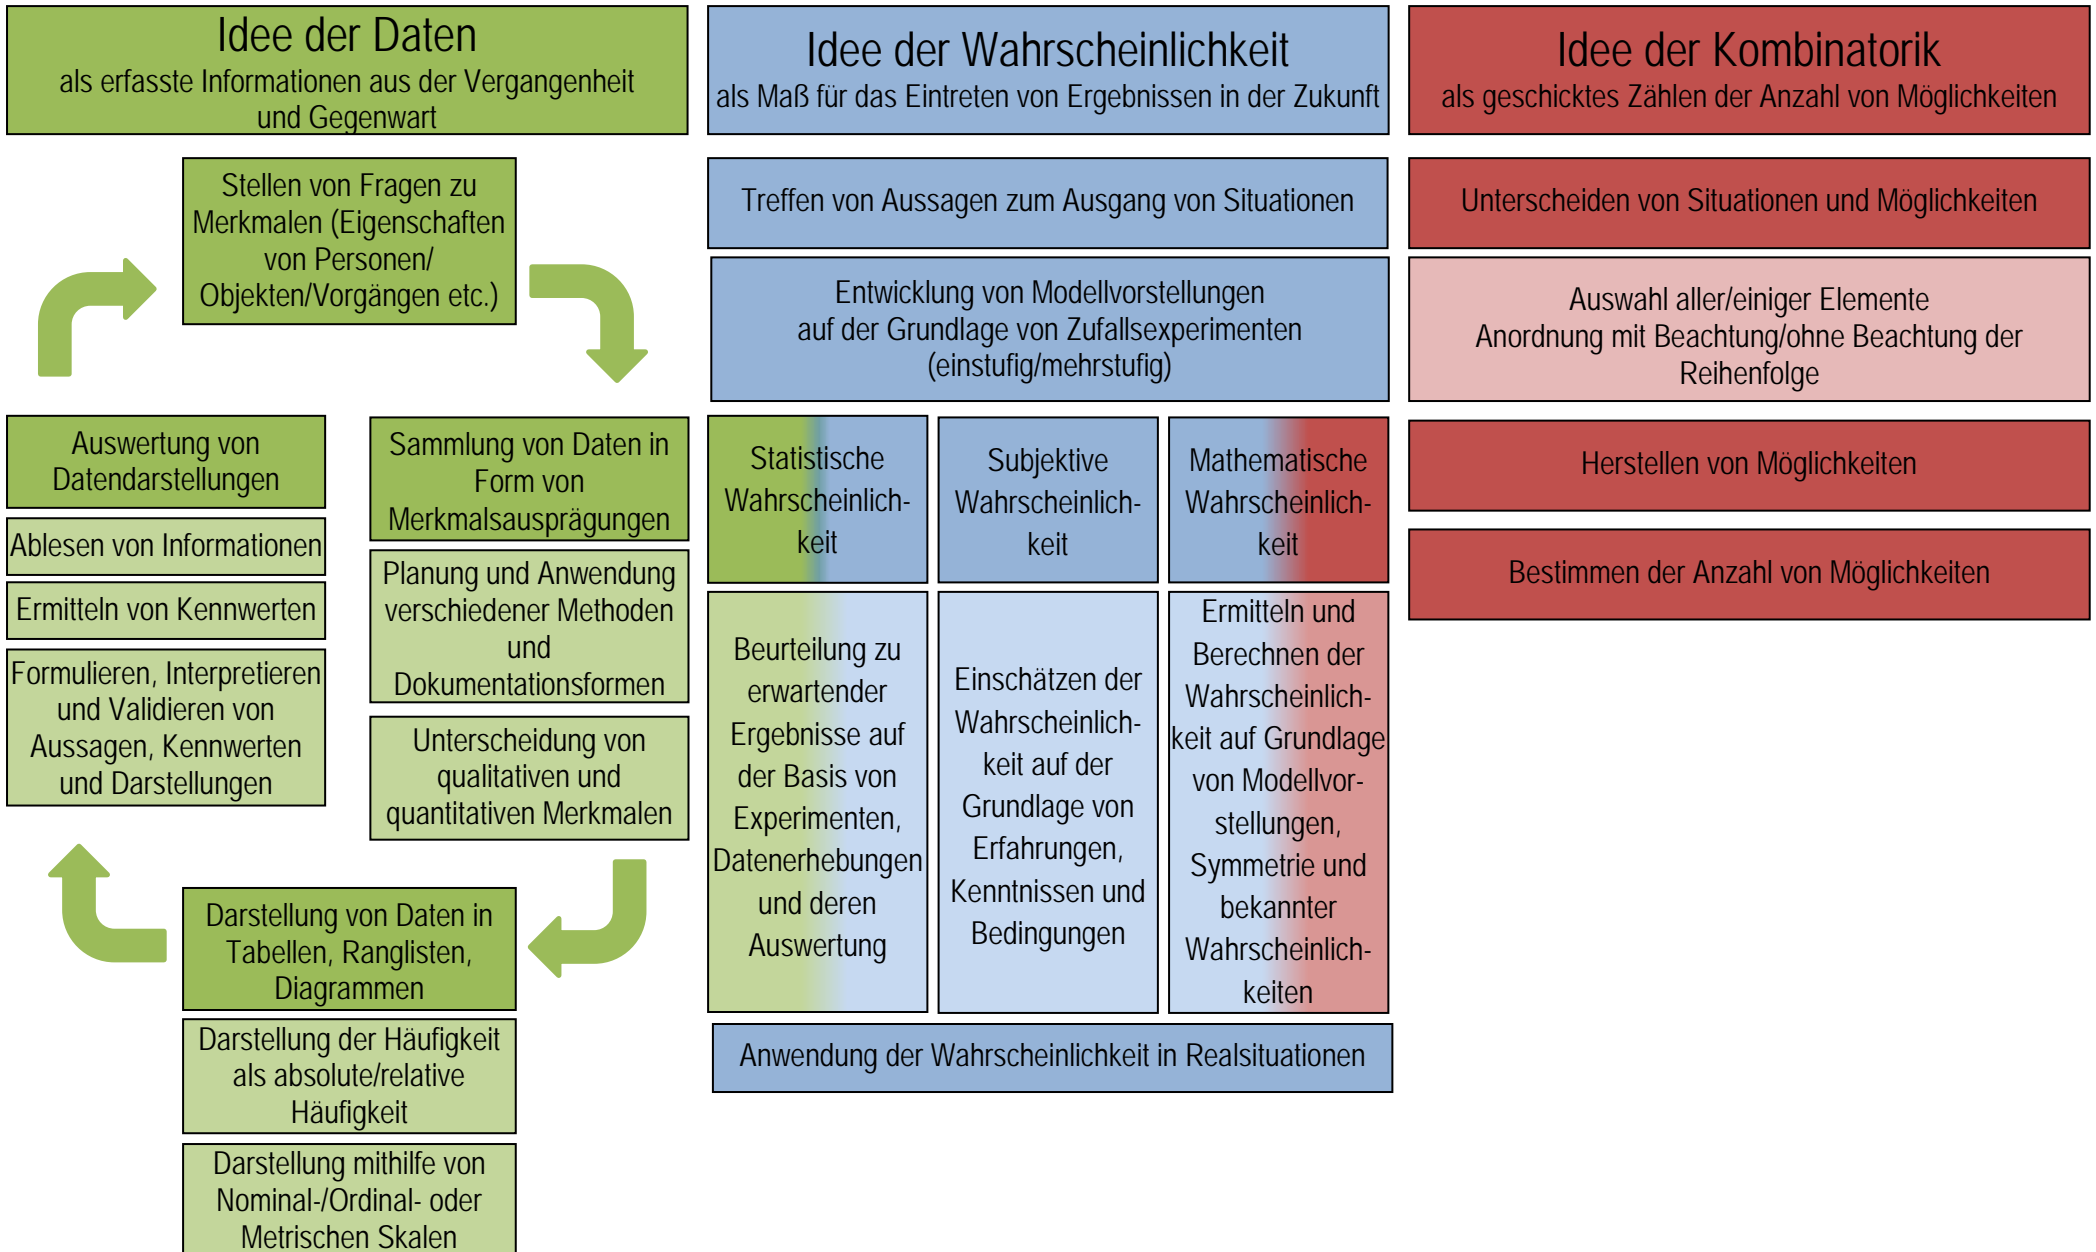 Idee der Daten
als erfasste Informationen aus der Vergangenheit
und Gegenwart
Stellen von Fragen zu
Merkmalen (Eigenschaften
von Personen/
Objekten/Vorgängen etc.)
Auswertung von
Datendarstellungen
Ablesen von Informationen
Ermitteln von Kennwerten
Formulieren, Interpretieren
und Validieren von
Aussagen, Kennwerten
und Darstellungen
Sammlung von Daten in
Form von
Merkmalsausprägungen
Planung und Anwendung
verschiedener Methoden
und
Dokumentationsformen
Unterscheidung von
qualitativen und
quantitativen Merkmalen
Darstellung von Daten in
Tabellen, Ranglisten,
Diagrammen
Darstellung der Häufigkeit
als absolute/relative
Häufigkeit
Darstellung mithilfe von
Nominal-/Ordinal- oder
Metrischen Skalen
Idee der Wahrscheinlichkeit
als Maß für das Eintreten von Ergebnissen in der Zukunft
Treffen von Aussagen zum Ausgang von Situationen
Entwicklung von Modellvorstellungen
auf der Grundlage von Zufallsexperimenten
(einstufig/mehrstufig)
Statistische
Wahrscheinlich-
keit
Beurteilung zu
erwartender
Ergebnisse auf
der Basis von
Experimenten,
Datenerhebungen
und deren
Auswertung
Subjektive
Wahrscheinlich-
keit
Einschätzen der
Wahrscheinlich-
keit auf der
Grundlage von
Erfahrungen,
Kenntnissen und
Bedingungen
Mathematische
Wahrscheinlich-
keit
Ermitteln und
Berechnen der
Wahrscheinlich-
keit auf Grundlage
von Modellvor-
stellungen,
Symmetrie und
bekannter
Wahrscheinlich-
keiten
Anwendung der Wahrscheinlichkeit in Realsituationen
Idee der Kombinatorik
als geschicktes Zählen der Anzahl von Möglichkeiten
Unterscheiden von Situationen und Möglichkeiten
Auswahl aller/einiger Elemente
Anordnung mit Beachtung/ohne Beachtung der
Reihenfolge
Herstellen von Möglichkeiten
Bestimmen der Anzahl von Möglichkeiten